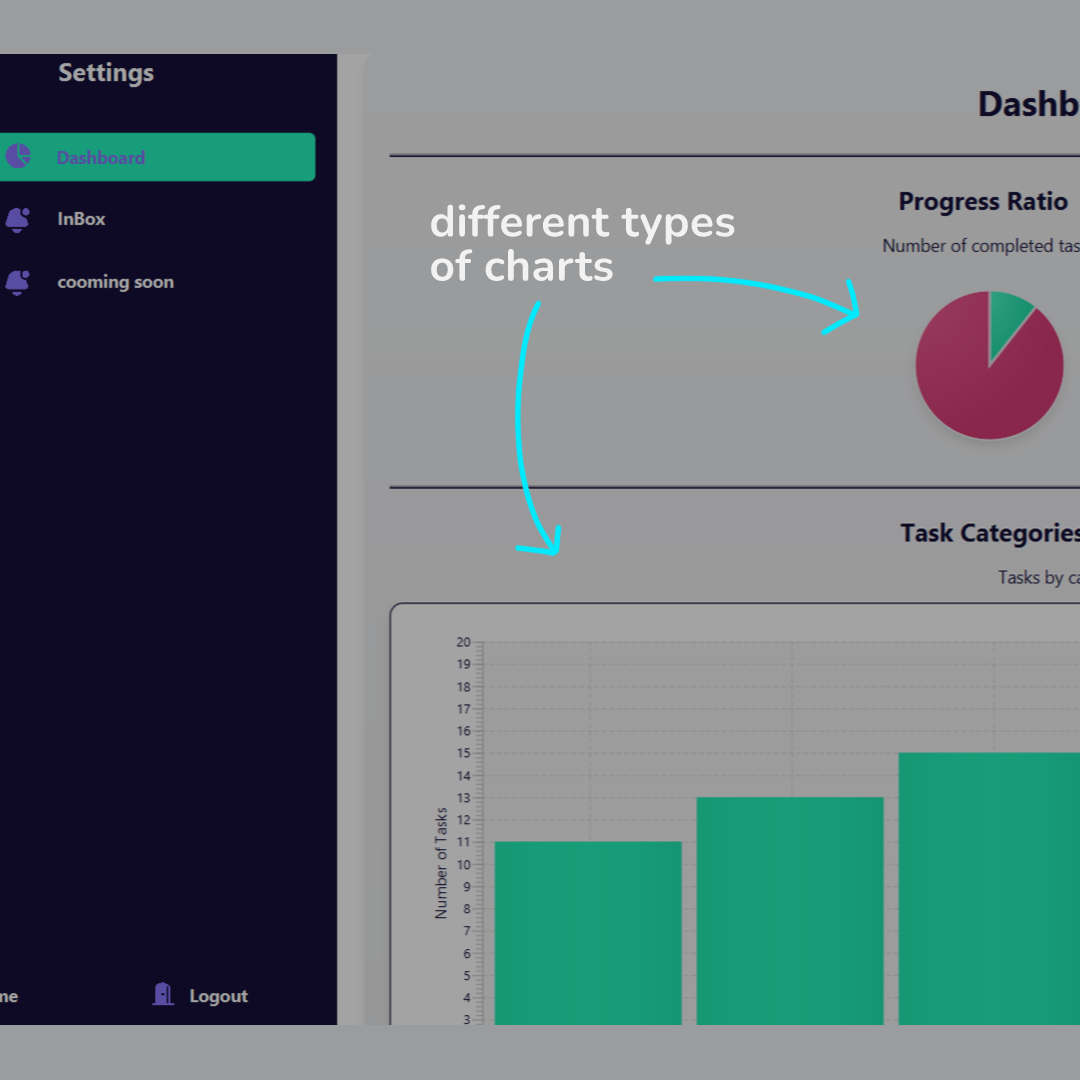 Settings
Dashboard
InBox
cooming soon
me
Logout
Dashb
Progress Ratio
Number of completed tas
different types
of charts
Task Categories
Tasks by ca
Number of Tasks
20
19
18
17
16
15
14
13
12
11
10
9
8
7
6
5
4
3